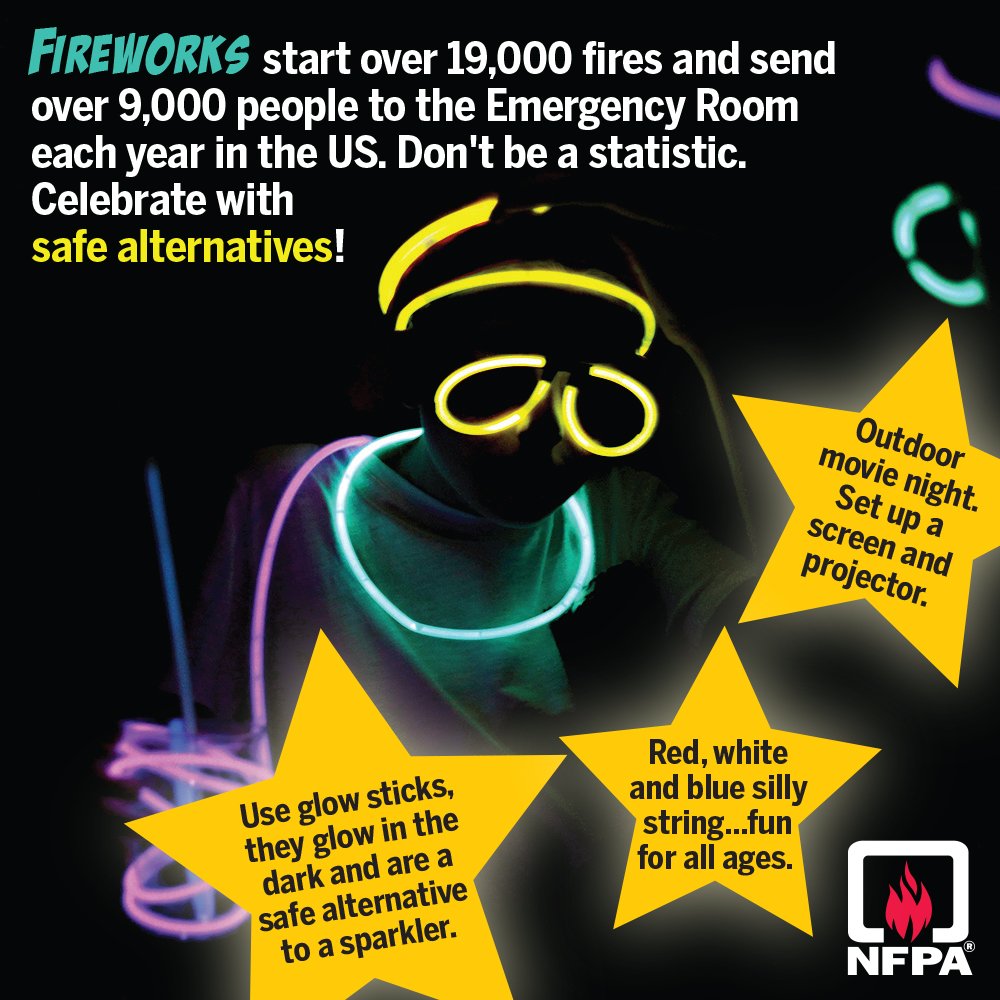 FIREWORKS start over 19,000 fires and send
over 9,000 people to the Emergency Room
each year in the US. Don't be a statistic.
Celebrate with
safe alternatives!
Outdoor
movie night.
Set up a
screen and
projector.
Red, white
and blue silly
string...fun
for all ages.
Use glow sticks,
they glow in the
dark and are a
safe alternative
to a sparkler.
NFPA®